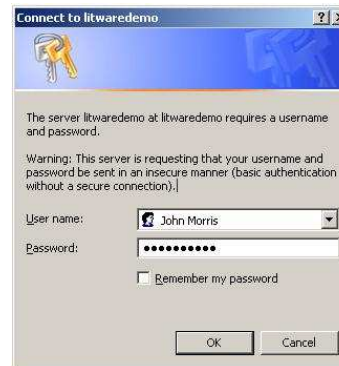 Connect to litwaredemo
The server litwaredemo at litwaredemo requires a username
and password.
Warning: This server is requesting that your username and
password be sent in an insecure manner (basic authentication
without a secure connection).
User name:
John Morris
Password:
••••••••••
Remember my password
OK
Cancel